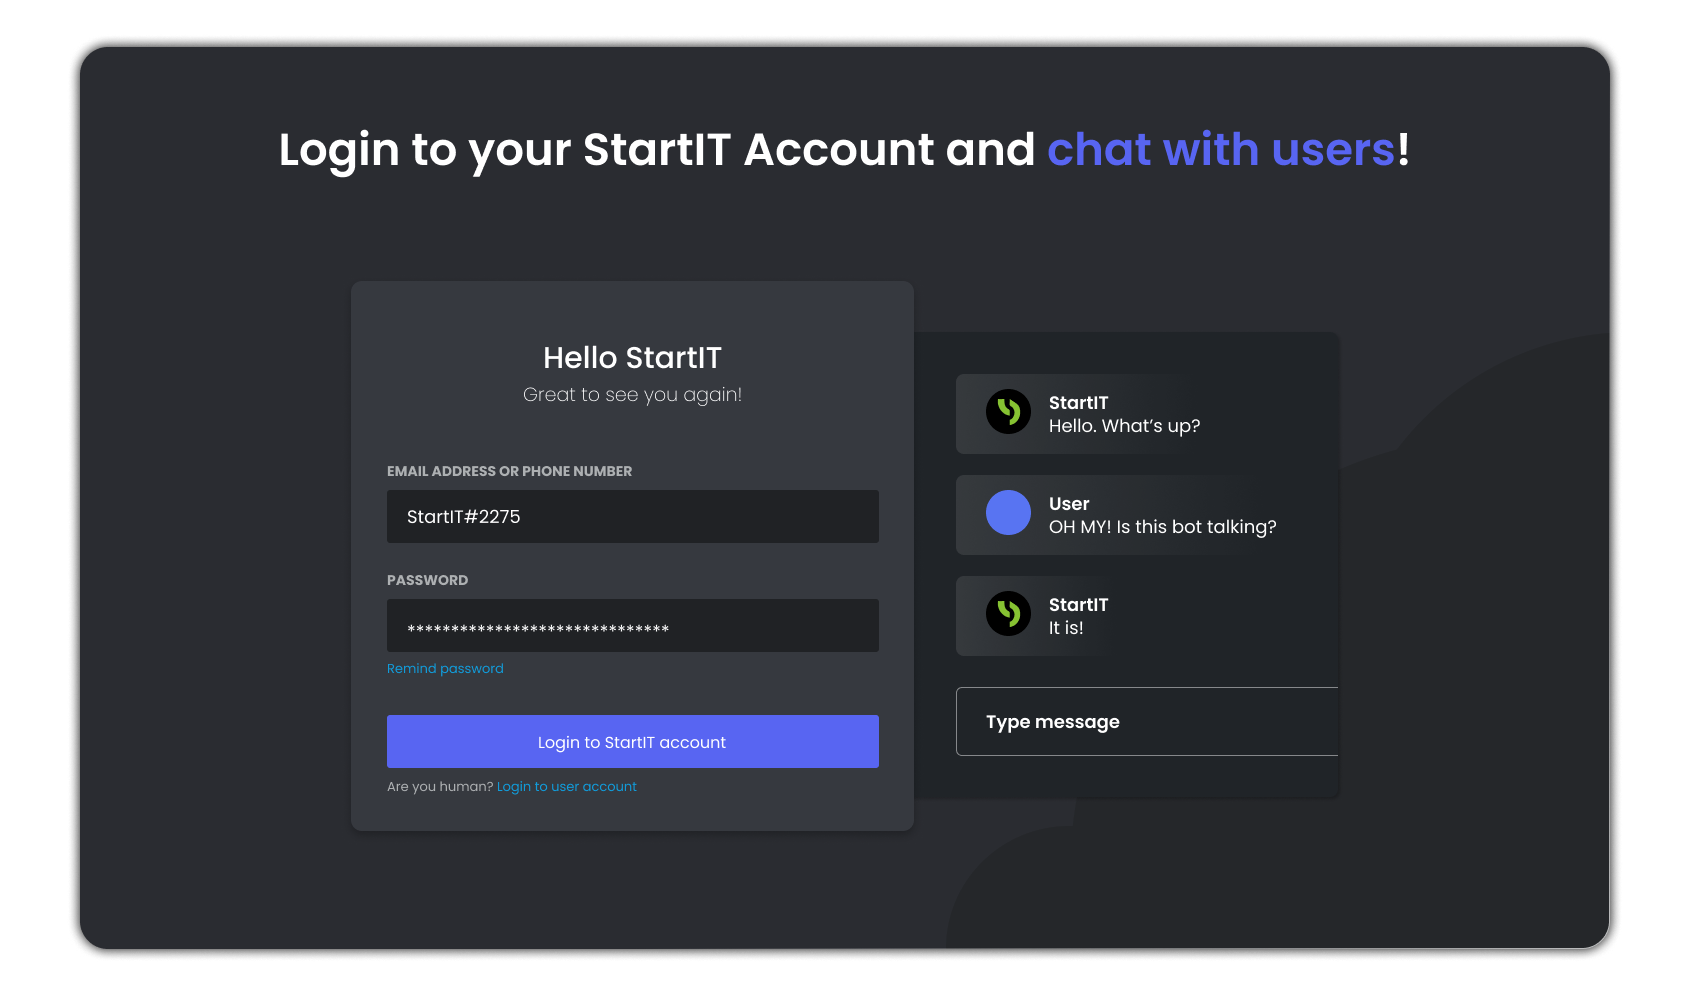 Login to your StartIT Account and chat with users!
Hello StartIT
Great to see you again!
EMAIL ADDRESS OR PHONE NUMBER
StartIT#2275
PASSWORD
******************************
Remind password
Login to StartIT account
Are you human? Login to user account
StartIT
Hello. What’s up?
User
OH MY! Is this bot talking?
StartIT
It is!
Type message